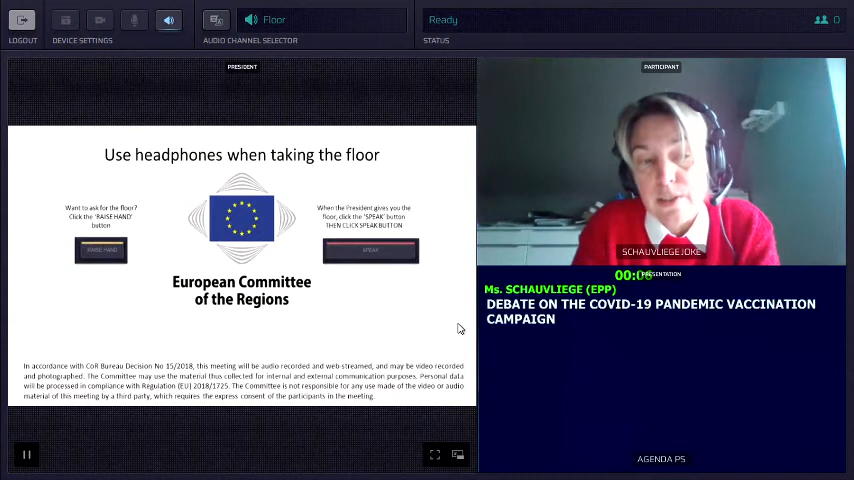 Floor
Ready
0
LOGOUT
DEVICE SETTINGS
AUDIO CHANNEL SELECTOR
STATUS
PRESIDENT
PARTICIPANT
Use headphones when taking the floor
Want to ask for the floor?
Click the 'RAISE HAND'
button
RAISE HAND
When the President gives you the
floor, click the 'SPEAK' button
THEN CLICK SPEAK BUTTON
SPEAK
European Committee
of the Regions
In accordance with CoR Bureau Decision No 15/2018, this meeting will be audio recorded and web-streamed, and may be video recorded
and photographed. The Committee may use the material thus collected for internal and external communication purposes. Personal data
will be processed in compliance with Regulation (EU) 2018/1725. The Committee is not responsible for any use made of the video or audio
material of this meeting by a third party, which requires the express consent of the participants in the meeting.
SCHAUVLIEGE JOKE
PRESENTATION
Ms. SCHAUVLIEGE (EPP)
DEBATE ON THE COVID-19 PANDEMIC VACCINATION
CAMPAIGN
AGENDA PS